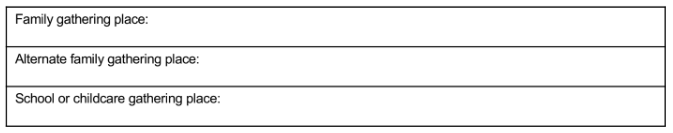 Family gathering place:
Alternate family gathering place:
School or childcare gathering place: